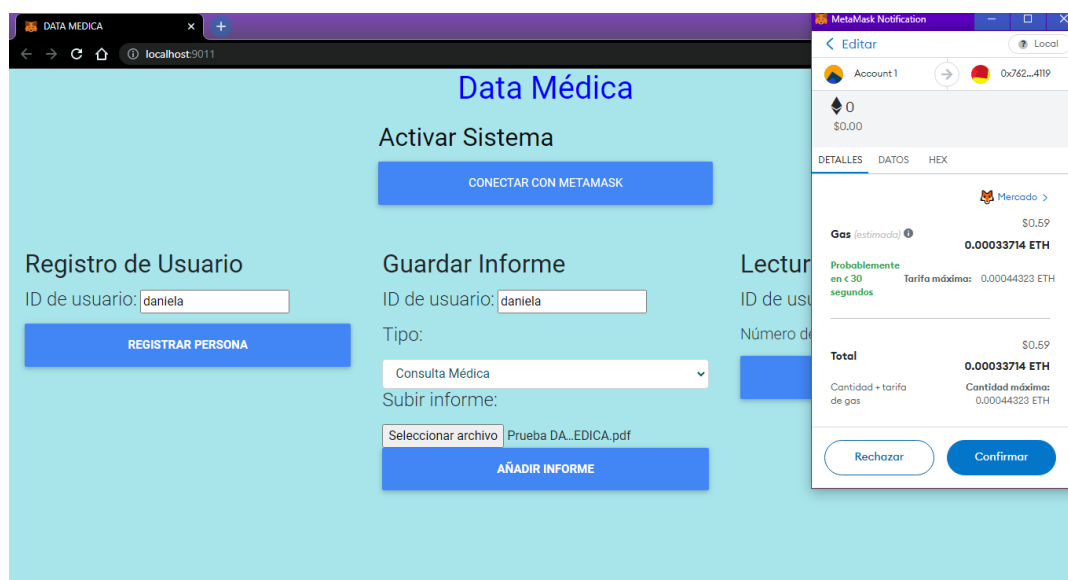 DATA MEDICA
localhost:9011
Data Médica
Activar Sistema
CONECTAR CON METAMASK
Registro de Usuario
ID de usuario: daniela
REGISTRAR PERSONA
Guardar Informe
ID de usuario: daniela
Tipo:
Consulta Médica
Subir informe:
Seleccionar archivo Prueba DA...EDICA.pdf
AÑADIR INFORME
Lectur
ID de usu
Número de
MetaMask Notification
Editar
Local
Account 1
0x762...4119
0
$0.00
DETALLES DATOS HEX
Mercado >
$0.59
Gas (estimada)
0.00033714 ETH
Probablemente
en < 30
segundos
Tarifa máxima: 0.00044323 ETH
$0.59
Total
0.00033714 ETH
Cantidad + tarifa
de gas
Cantidad máxima:
0.00044323 ETH
Rechazar
Confirmar